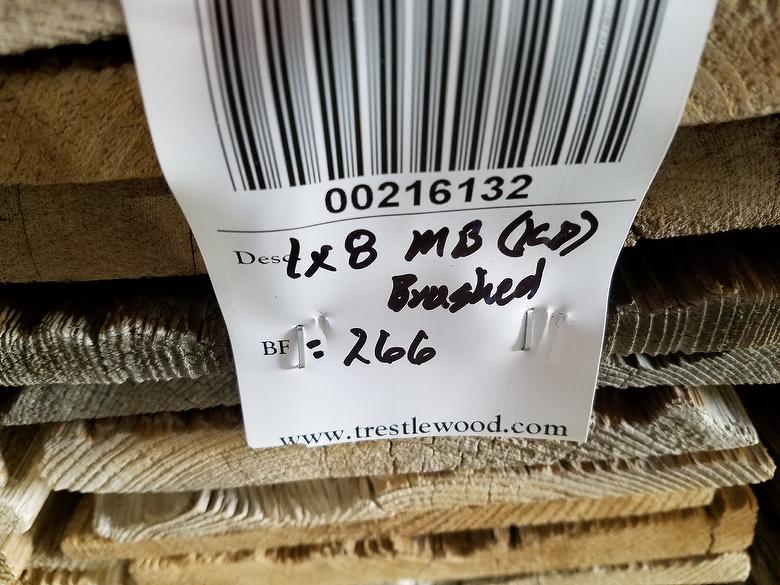 00216132
Desc 1x8 MB (KD)
Brushed
BF = 266
www.trestlewood.com